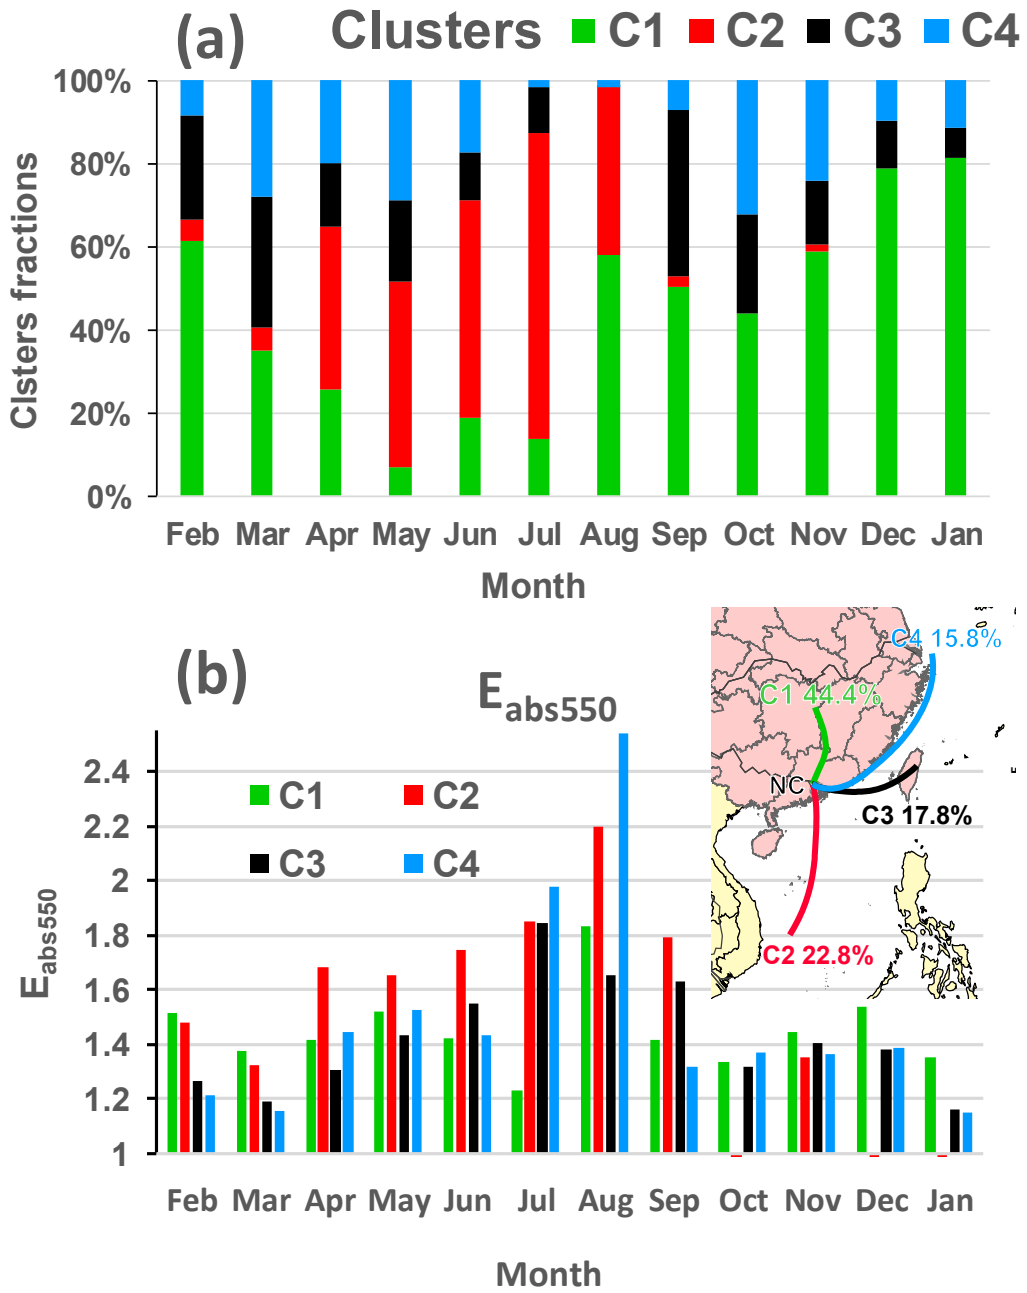 (a) Clusters C1 C2 C3 C4
100%
80%
60%
40%
20%
0%
Clsters fractions
Feb Mar Apr May Jun Jul Aug Sep Oct Nov Dec Jan
Month
(b) E abs550
C4 15.8%
C1 44.4%
NC
C3 17.8%
C2 22.8%
C1 C2
C3 C4
2.4
2.2
2
1.8
1.6
1.4
1.2
1
E abs550
Feb Mar Apr May Jun Jul Aug Sep Oct Nov Dec Jan
Month